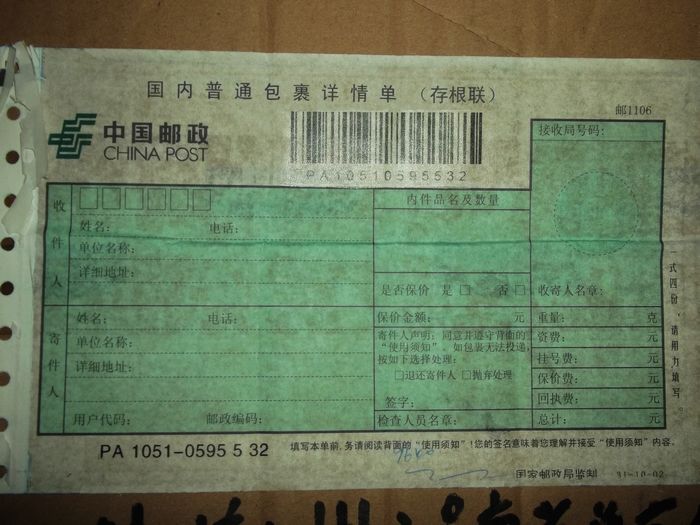 国内普通包裹详情单 （存根联）
邮1106
中国邮政
CHINA POST
PA10510595532
接收局号码：
收件人
姓名： 电话：
单位名称：
详细地址：
内件品名及数量
是否保价 是□ 否□
收寄人名章：
寄件人
姓名： 电话：
单位名称：
详细地址：
用户代码： 邮政编码：
保价金额： 元
寄件人声明：同意并遵守背面的
“使用须知”。如包裹无法投递，
按如下选择处理：
□退还寄件人 □抛弃处理
签字：
检查人员名章：
重量： 克
资费： 元
挂号费： 元
保价费： 元
回执费： 元
总计： 元
式四份，请用力填写。
PA 1051-0595 5 32
填写本单前，务请阅读背面的“使用须知”！您的签名意味着您理解并接受“使用须知”内容。
国家邮政局监制